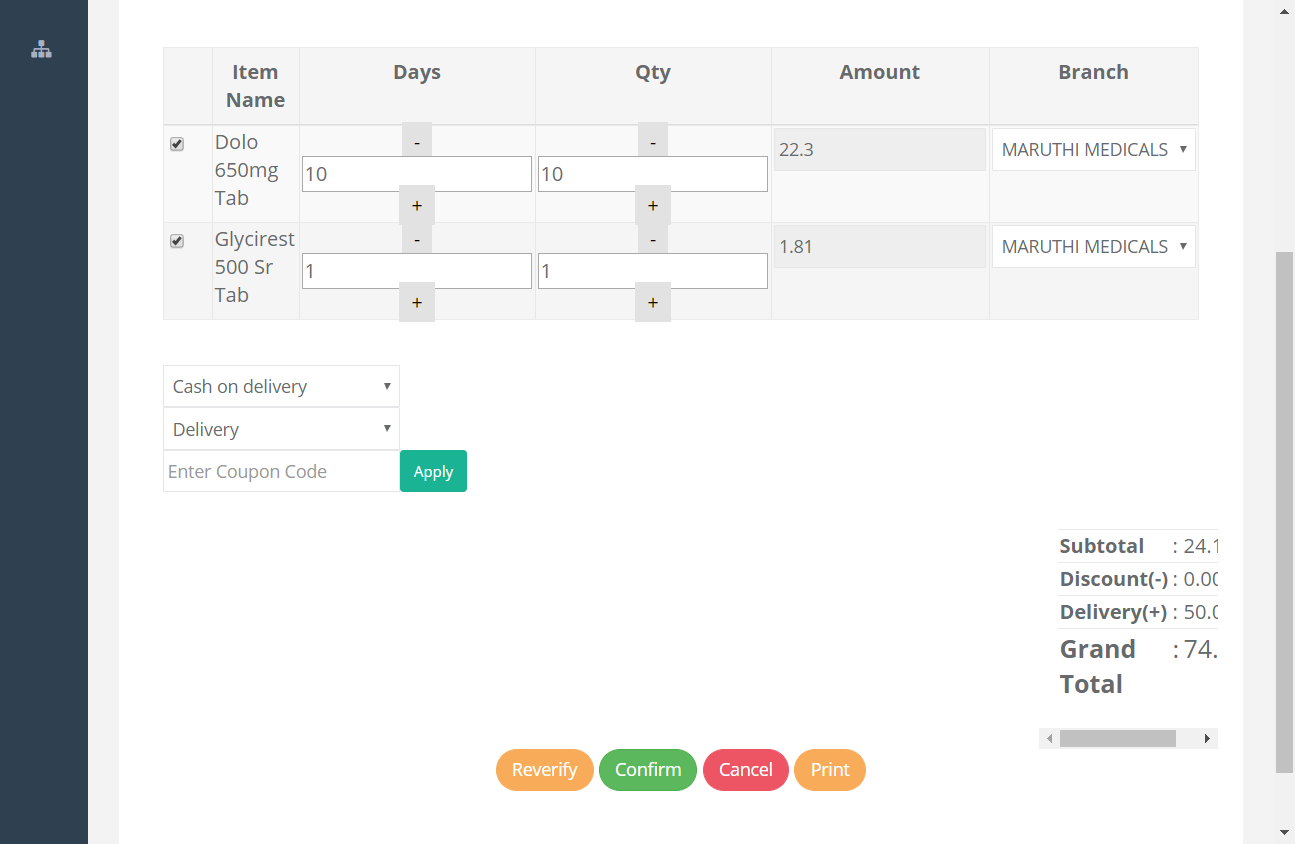 Item Name Days Qty Amount Branch
Dolo 650mg Tab - 10 + - 10 + 22.3 MARUTHI MEDICALS
Glycirest 500 Sr Tab - 1 + - 1 + 1.81 MARUTHI MEDICALS
Cash on delivery
Delivery
Enter Coupon Code Apply
Subtotal : 24.1
Discount(-) : 0.00
Delivery(+) : 50.0
Grand Total : 74.
Reverify Confirm Cancel Print